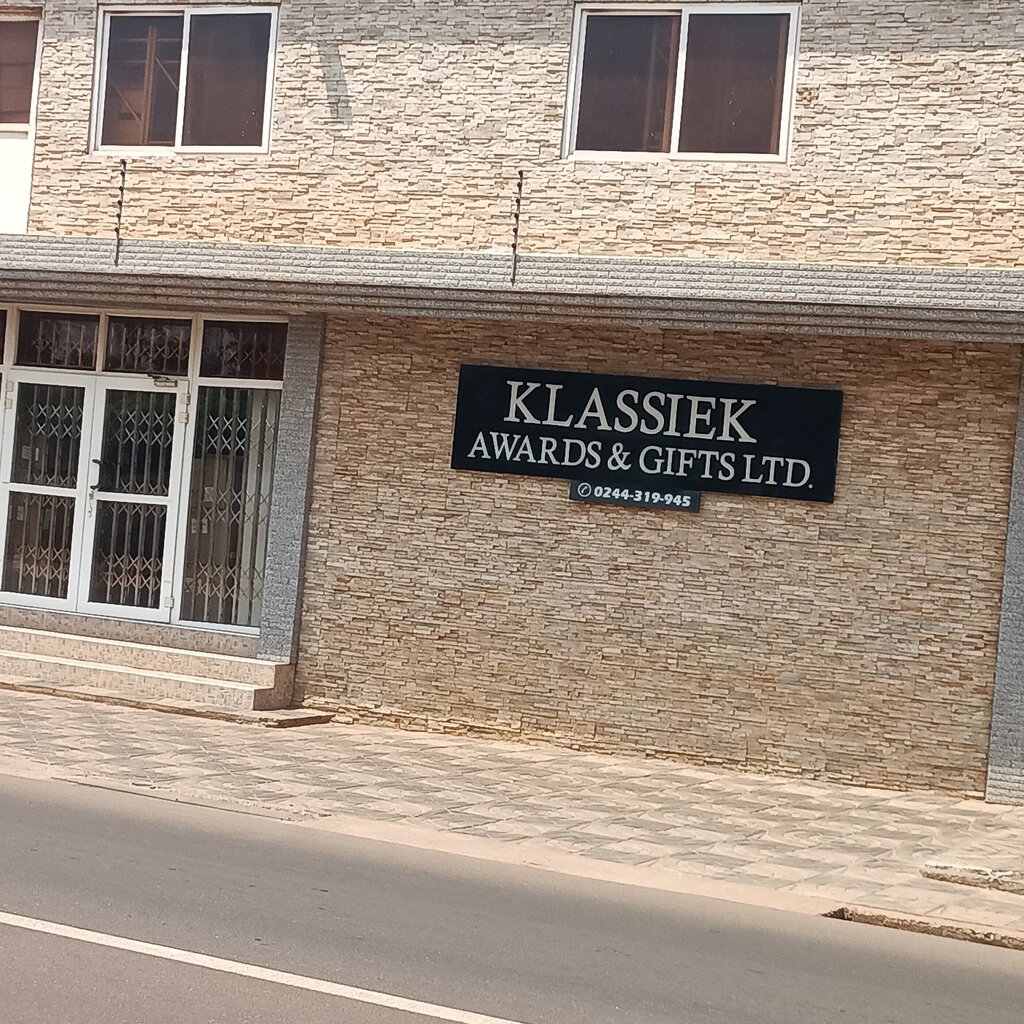 KLASSIEK
AWARDS & GIFTS LTD.
✆ 0244-319-945